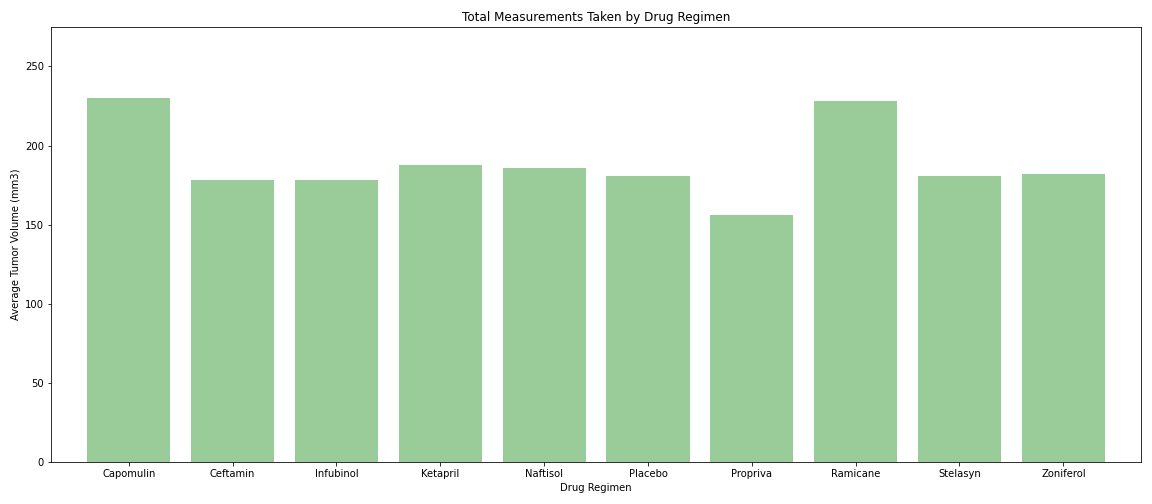 Total Measurements Taken by Drug Regimen
Average Tumor Volume (mm3)
250
200
150
100
50
0
Capomulin Ceftamin Infubinol Ketapril Naftisol Placebo Propriva Ramicane Stelasyn Zoniferol
Drug Regimen